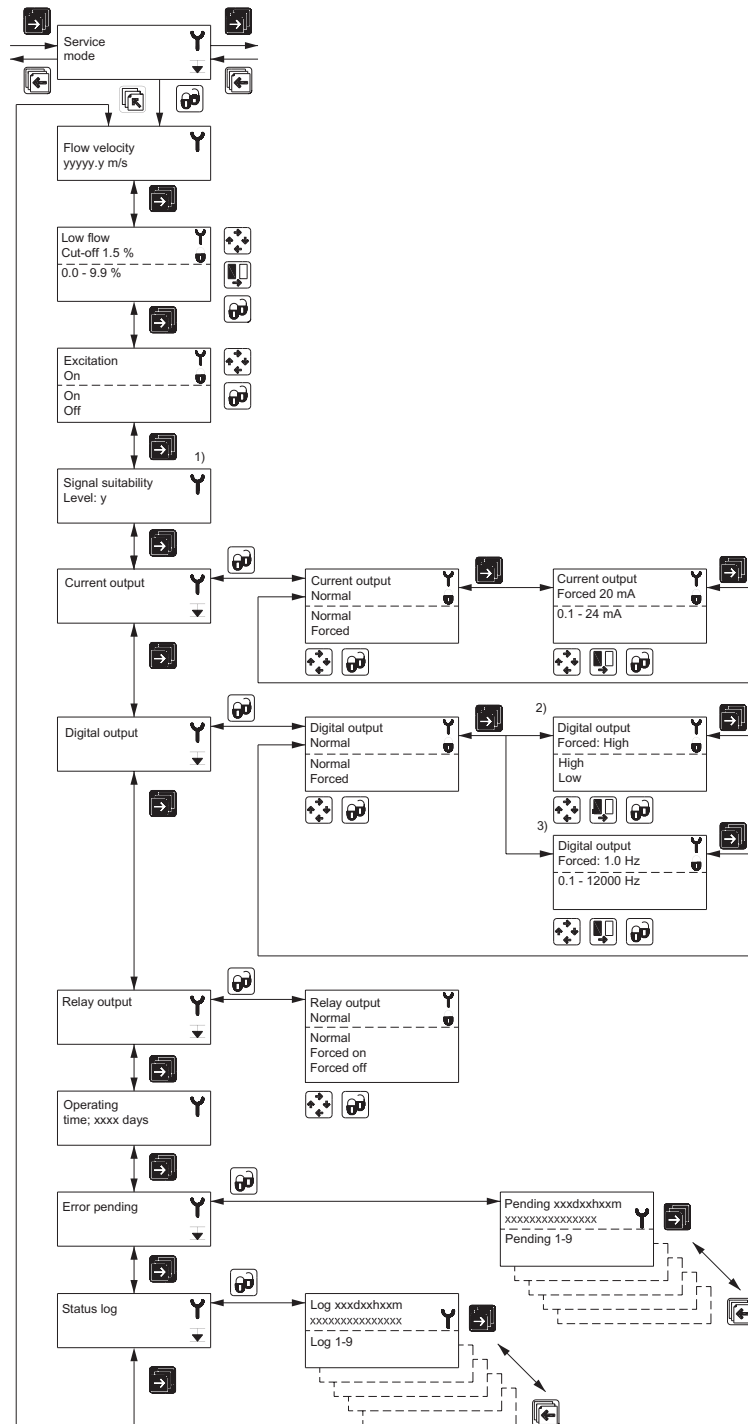 Service
mode
Flow velocity
yyyyy.y m/s
Low flow
Cut-off 1.5 %
0.0 - 9.9 %
Excitation
On
On
Off
1)
Signal suitability
Level: y
Current output
Current output
Normal
Normal
Forced
Current output
Forced 20 mA
0.1 - 24 mA
Digital output
Digital output
Normal
Normal
Forced
2)
Digital output
Forced: High
High
Low
3)
Digital output
Forced: 1.0 Hz
0.1 - 12000 Hz
Relay output
Relay output
Normal
Normal
Forced on
Forced off
Operating
time; xxxx days
Error pending
Pending xxxdxxhxxm
xxxxxxxxxxxxxxx
Pending 1-9
Status log
Log xxxdxxhxxm
xxxxxxxxxxxxxxx
Log 1-9